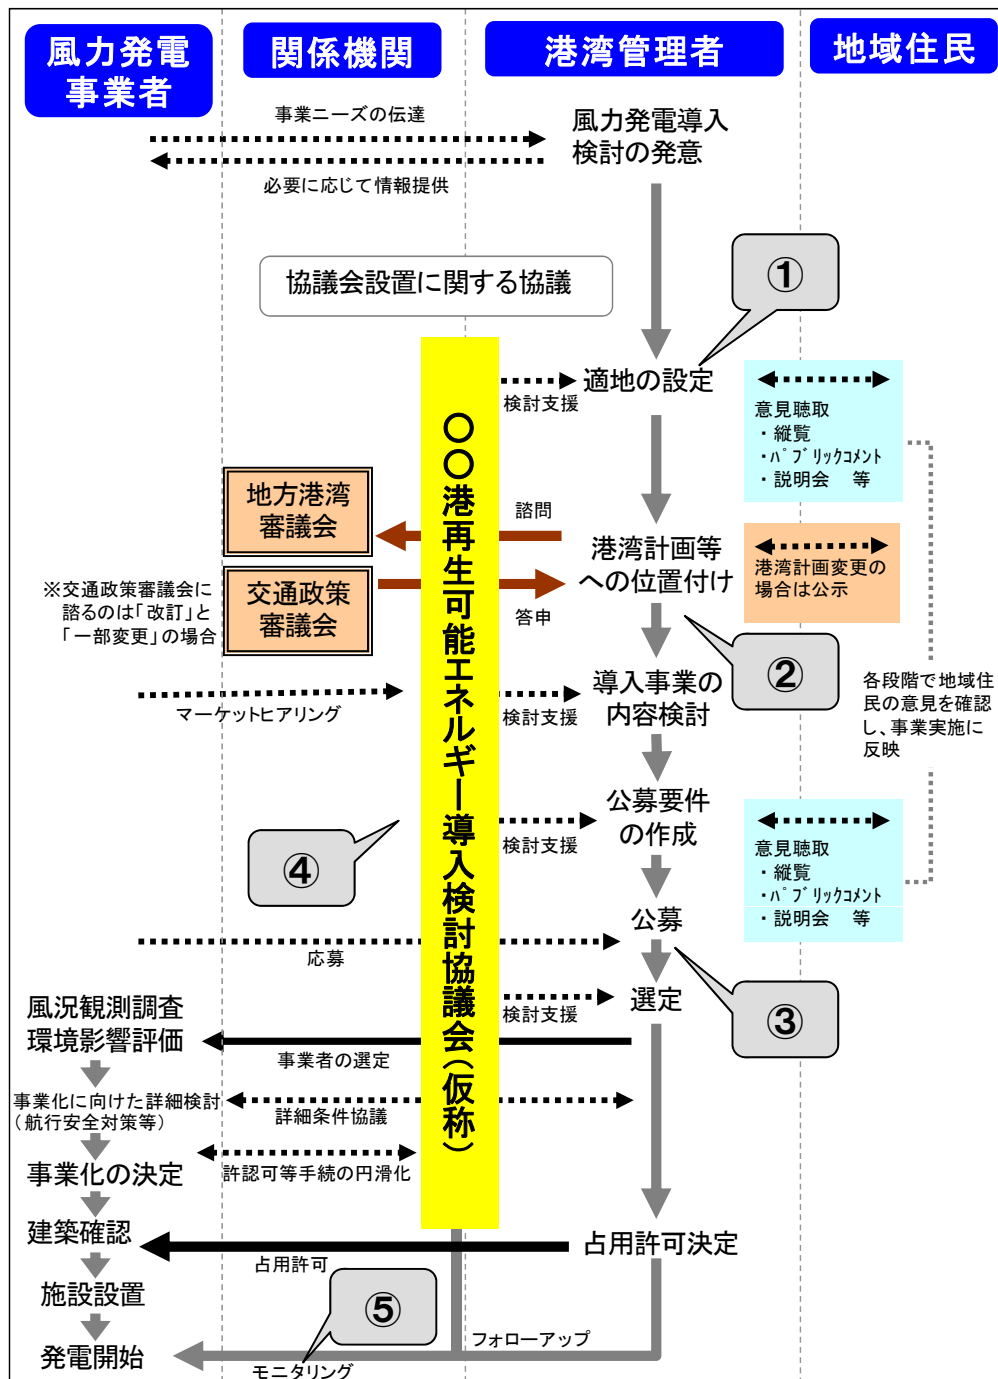 風力発電
事業者
関係機関
港湾管理者
地域住民
事業ニーズの伝達
必要に応じて情報提供
風力発電導入
検討の発意
協議会設置に関する協議
①
適地の設定
検討支援
意見聴取
・縦覧
・パブリックコメント
・説明会 等
〇〇港再生可能エネルギー導入検討協議会(仮称)
地方港湾
審議会
諮問
港湾計画等
への位置付け
港湾計画変更の
場合は公示
※交通政策審議会に
諮るのは「改訂」と
「一部変更」の場合
交通政策
審議会
答申
②
導入事業の
内容検討
マーケットヒアリング
検討支援
各段階で地域住
民の意見を確認
し、事業実施に
反映
公募要件
の作成
検討支援
④
意見聴取
・縦覧
・パブリックコメント
・説明会 等
公募
応募
選定
検討支援
③
風況観測調査
環境影響評価
事業者の選定
事業化に向けた詳細検討
(航行安全対策等)
詳細条件協議
事業化の決定
許認可等手続の円滑化
建築確認
占用許可決定
占用許可
施設設置
⑤
フォローアップ
発電開始
モニタリング